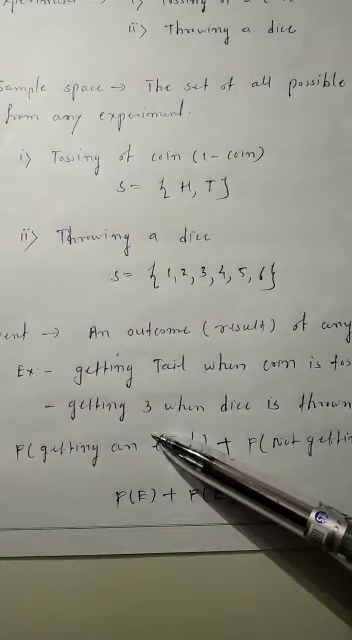 ii> Throwing a dice
Sample space → The set of all possible
from any experiment.
i> Tossing of coin (1 - coin)
S = { H, T }
ii> Throwing a dice
S = { 1, 2, 3, 4, 5, 6 }
ent → An outcome (result) of any
Ex:- getting Tail when coin is tos
- getting 3 when dice is thrown
P( getting an ) + P( Not gettin
P(E) + P(